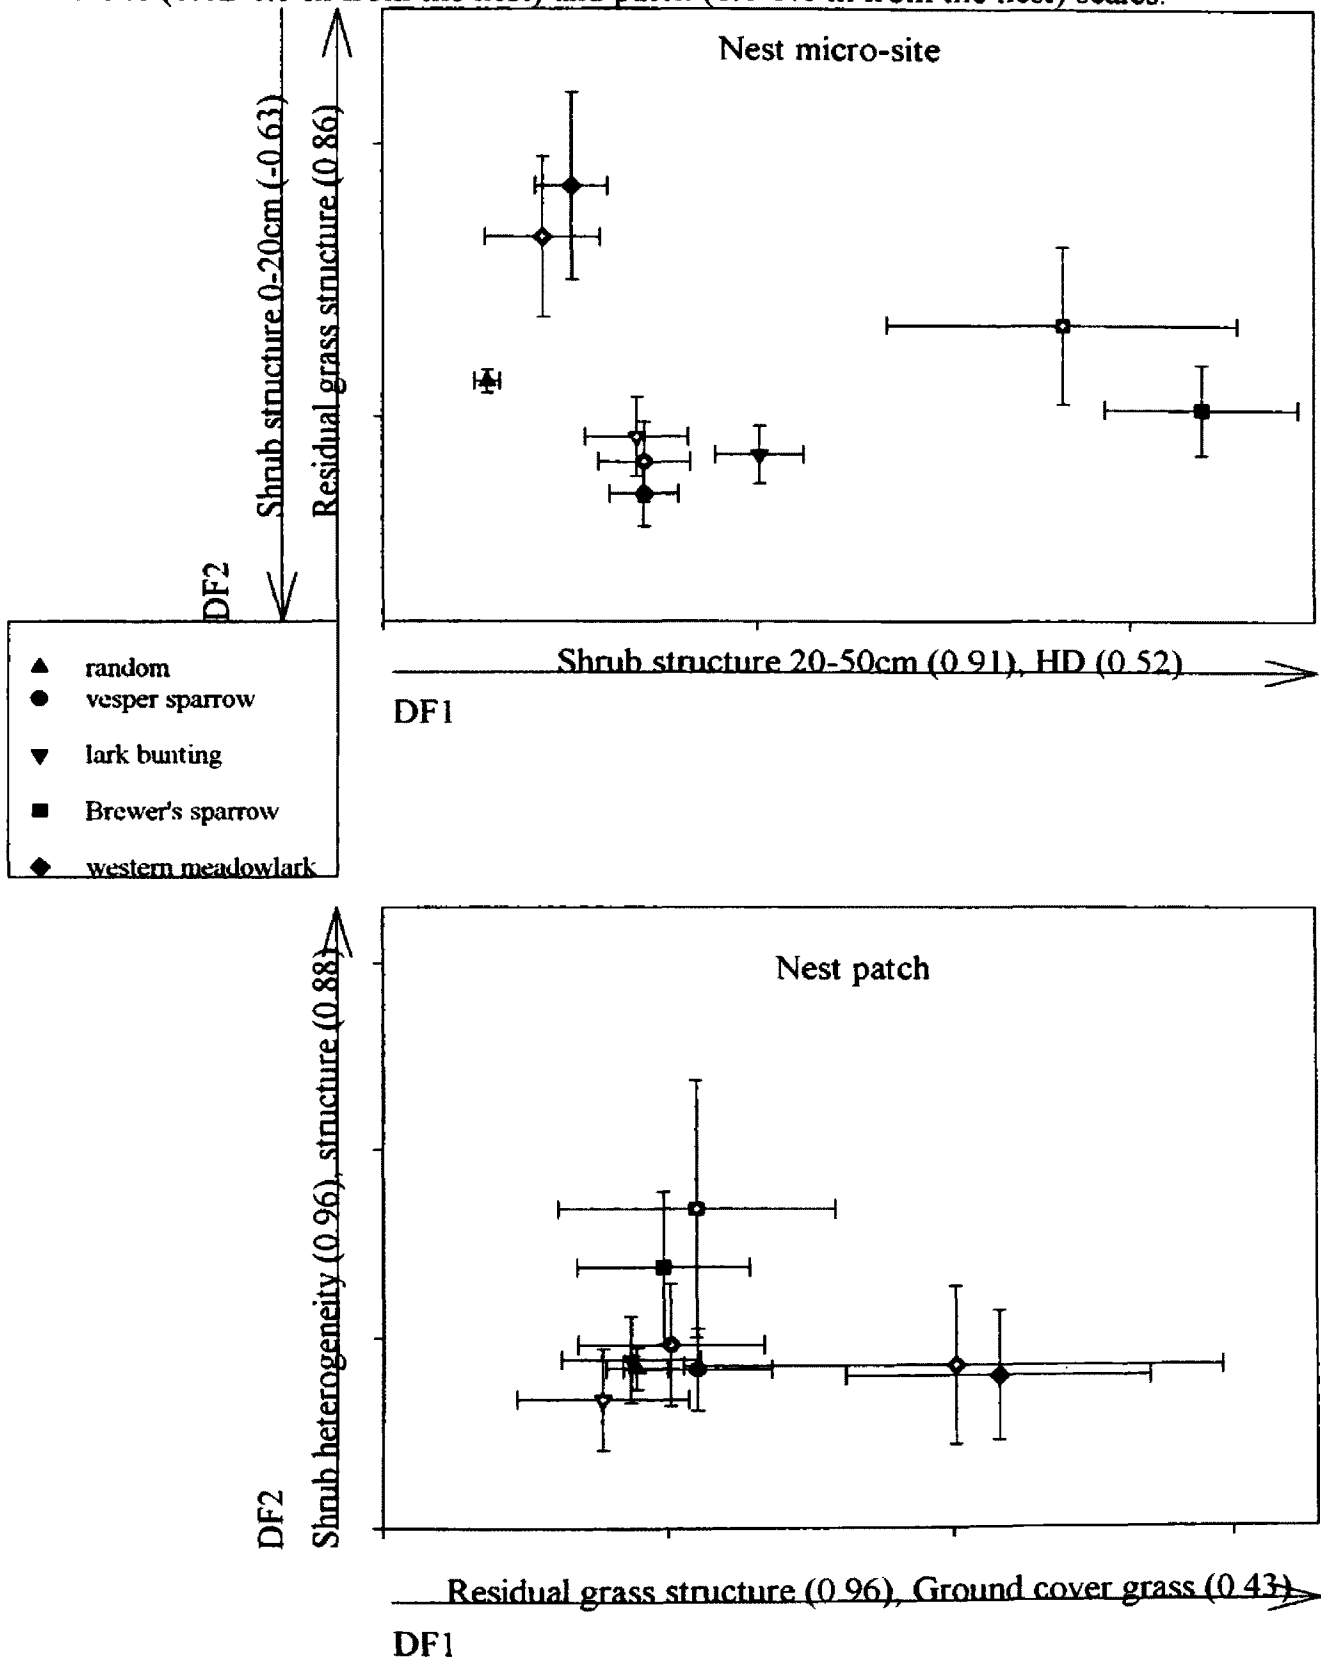 Nest micro-site
Shrub structure 0-20cm (-0.63)
Residual grass structure (0.86)
DF2
Shrub structure 20-50cm (0.91), HD (0.52)
DF1
random
vesper sparrow
lark bunting
Brewer's sparrow
western meadowlark
Nest patch
Shrub heterogeneity (0.96), structure (0.88)
DF2
Residual grass structure (0.96), Ground cover grass (0.43)
DF1